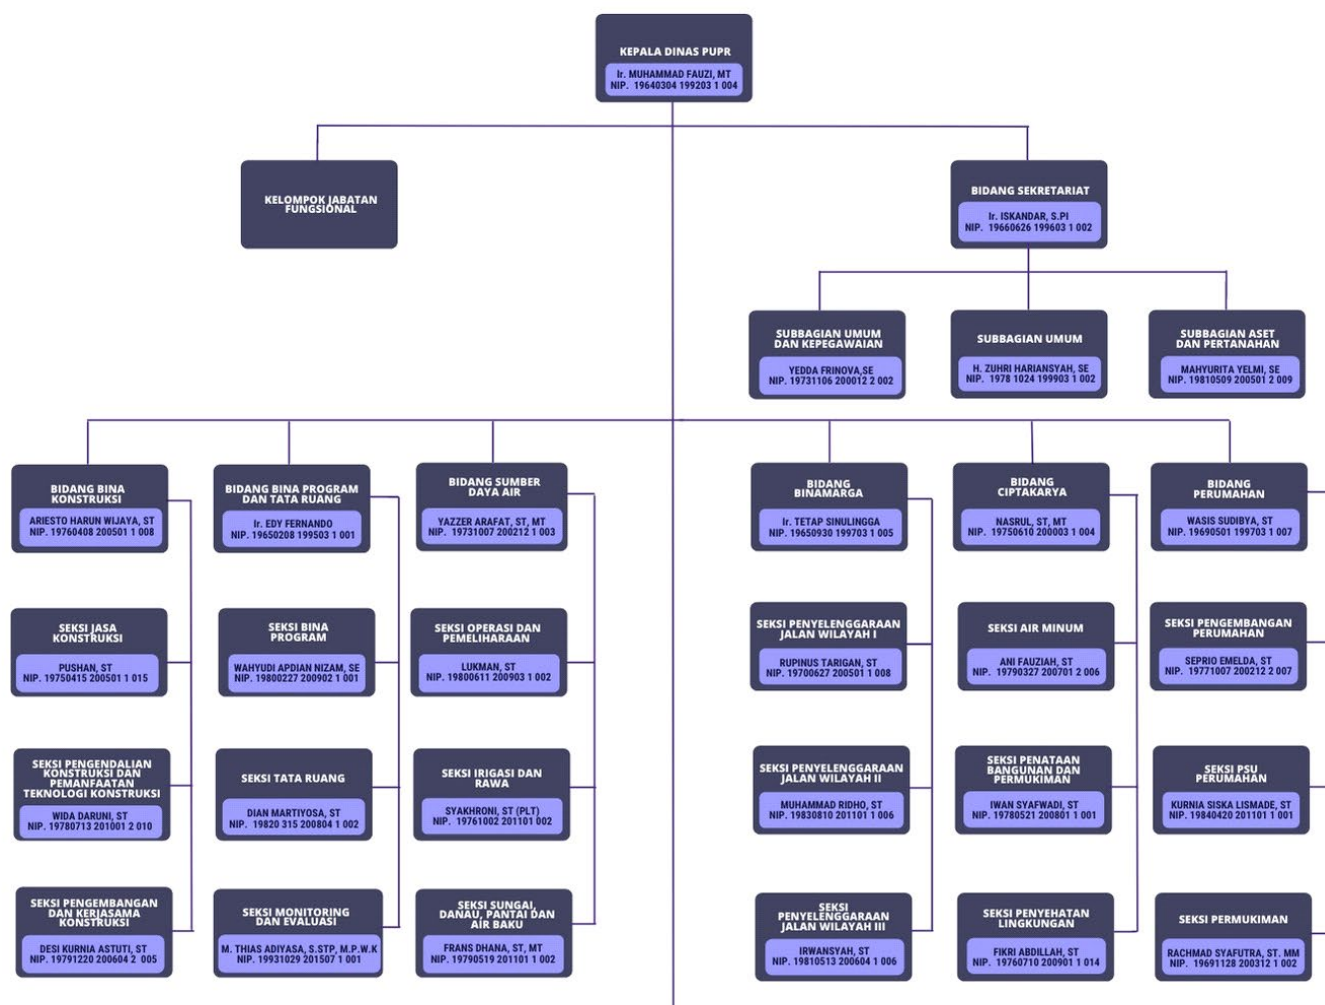 KEPALA DINAS PUPR
Ir. MUHAMMAD FAUZI, MT
NIP.  19640304 199203 1 004
KELOMPOK JABATAN
FUNGSIONAL
BIDANG SEKRETARIAT
Ir. ISKANDAR, S.PI
NIP.  19660626 199603 1 002
SUBBAGIAN UMUM
DAN KEPEGAWAIAN
YEDDA FRINOVA,SE
NIP. 19731106 200012 2 002
SUBBAGIAN UMUM
H. ZUHRI HARIANSYAH, SE
NIP.  1978 1024 199903 1 002
SUBBAGIAN ASET
DAN PERTANAHAN
MAHYURITA YELMI, SE
NIP. 19810509 200501 2 009
BIDANG BINA
KONSTRUKSI
ARIESTO HARUN WIJAYA, ST
NIP. 19760408 200501 1 008
BIDANG BINA PROGRAM
DAN TATA RUANG
Ir. EDY FERNANDO
NIP. 19650208 199503 1 001
BIDANG SUMBER
DAYA AIR
YAZZER ARAFAT, ST, MT
NIP.  19731007 200212 1 003
BIDANG
BINAMARGA
Ir. TETAP SINULINGGA
NIP. 19650930 199703 1 005
BIDANG
CIPTAKARYA
NASRUL, ST, MT
NIP.  19750610 200003 1 004
BIDANG
PERUMAHAN
WASIS SUDIBYA, ST
NIP. 19690501 199703 1 007
SEKSI JASA
KONSTRUKSI
PUSHAN, ST
NIP. 19750415 200501 1 015
SEKSI BINA
PROGRAM
WAHYUDI APDIAN NIZAM, SE
NIP. 19800227 200902 1 001
SEKSI OPERASI DAN
PEMELIHARAAN
LUKMAN, ST
NIP. 19800611 200903 1 002
SEKSI PENYELENGGARAAN
JALAN WILAYAH I
RUPINUS TARIGAN, ST
NIP. 19700627 200501 1 008
SEKSI AIR MINUM
ANI FAUZIAH, ST
NIP.  19790327 200701 2 006
SEKSI PENGEMBANGAN
PERUMAHAN
SEPRIO EMELDA, ST
NIP. 19771007 200212 2 007
SEKSI PENGENDALIAN
KONSTRUKSI DAN
PEMANFAATAN
TEKNOLOGI KONSTRUKSI
WIDA DARUNI, ST
NIP. 19780713 201001 2 010
SEKSI TATA RUANG
DIAN MARTIYOSA, ST
NIP.  19820 315 200804 1 002
SEKSI IRIGASI DAN
RAWA
SYAKHRONI, ST (PLT)
NIP.  19761002 201101 002
SEKSI PENYELENGGARAAN
JALAN WILAYAH II
MUHAMMAD RIDHO, ST
NIP. 19830810 201101 1 006
SEKSI PENATAAN
BANGUNAN DAN
PERMUKIMAN
IWAN SYAFWADI, ST
NIP. 19780521 200801 1 001
SEKSI PSU
PERUMAHAN
KURNIA SISKA LISMADE, ST
NIP. 19840420 201101 1 001
SEKSI PENGEMBANGAN
DAN KERJASAMA
KONSTRUKSI
DESI KURNIA ASTUTI, ST
NIP. 19791220 200604 2  005
SEKSI MONITORING
DAN EVALUASI
M. THIAS ADIYASA, S.STP, M.P.W.K
NIP. 19931029 201507 1 001
SEKSI SUNGAI,
DANAU, PANTAI DAN
AIR BAKU
FRANS DHANA, ST, MT
NIP. 19790519 201101 1 002
SEKSI
PENYELENGGARAAN
JALAN WILAYAH III
IRWANSYAH, ST
NIP. 19810513 200604 1 006
SEKSI PENYEHATAN
LINGKUNGAN
FIKRI ABDILLAH, ST
NIP. 19760710 200901 1 014
SEKSI PERMUKIMAN
RACHMAD SYAFUTRA, ST. MM
NIP. 19691128 200312 1 002